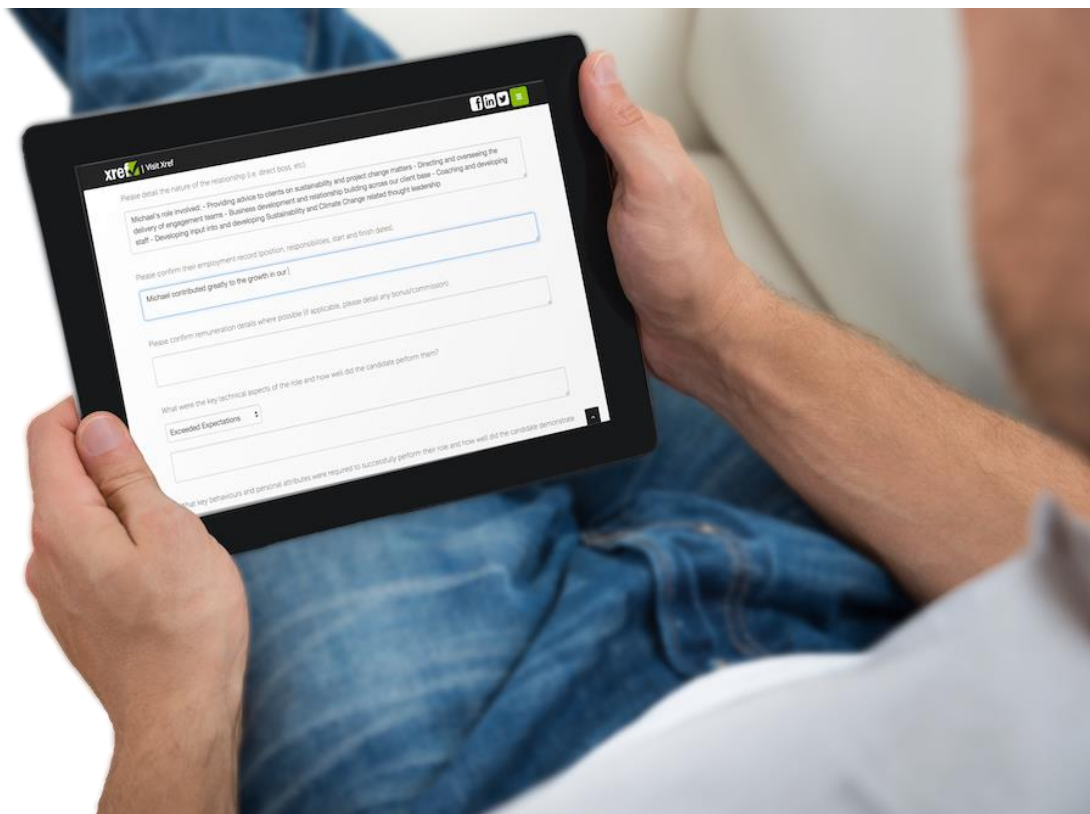 xref | Visit Xref
Please detail the nature of the relationship (i.e. direct boss, etc)
Michael's role involved: - Providing advice to clients on sustainability and project change matters - Directing and overseeing the
delivery of engagement teams - Business development and relationship building across our client base - Coaching and developing
staff - Developing input into and developing Sustainability and Climate Change related thought leadership
Please confirm their employment record (position, responsibilities, start and finish dates)
Michael contributed greatly to the growth in our
Please confirm remuneration details where possible (if applicable, please detail any bonus/commission)
What were the key technical aspects of the role and how well did the candidate perform them?
Exceeded Expectations
hat key behaviours and personal attributes were required to successfully perform their role and how well did the candidate demonstrate